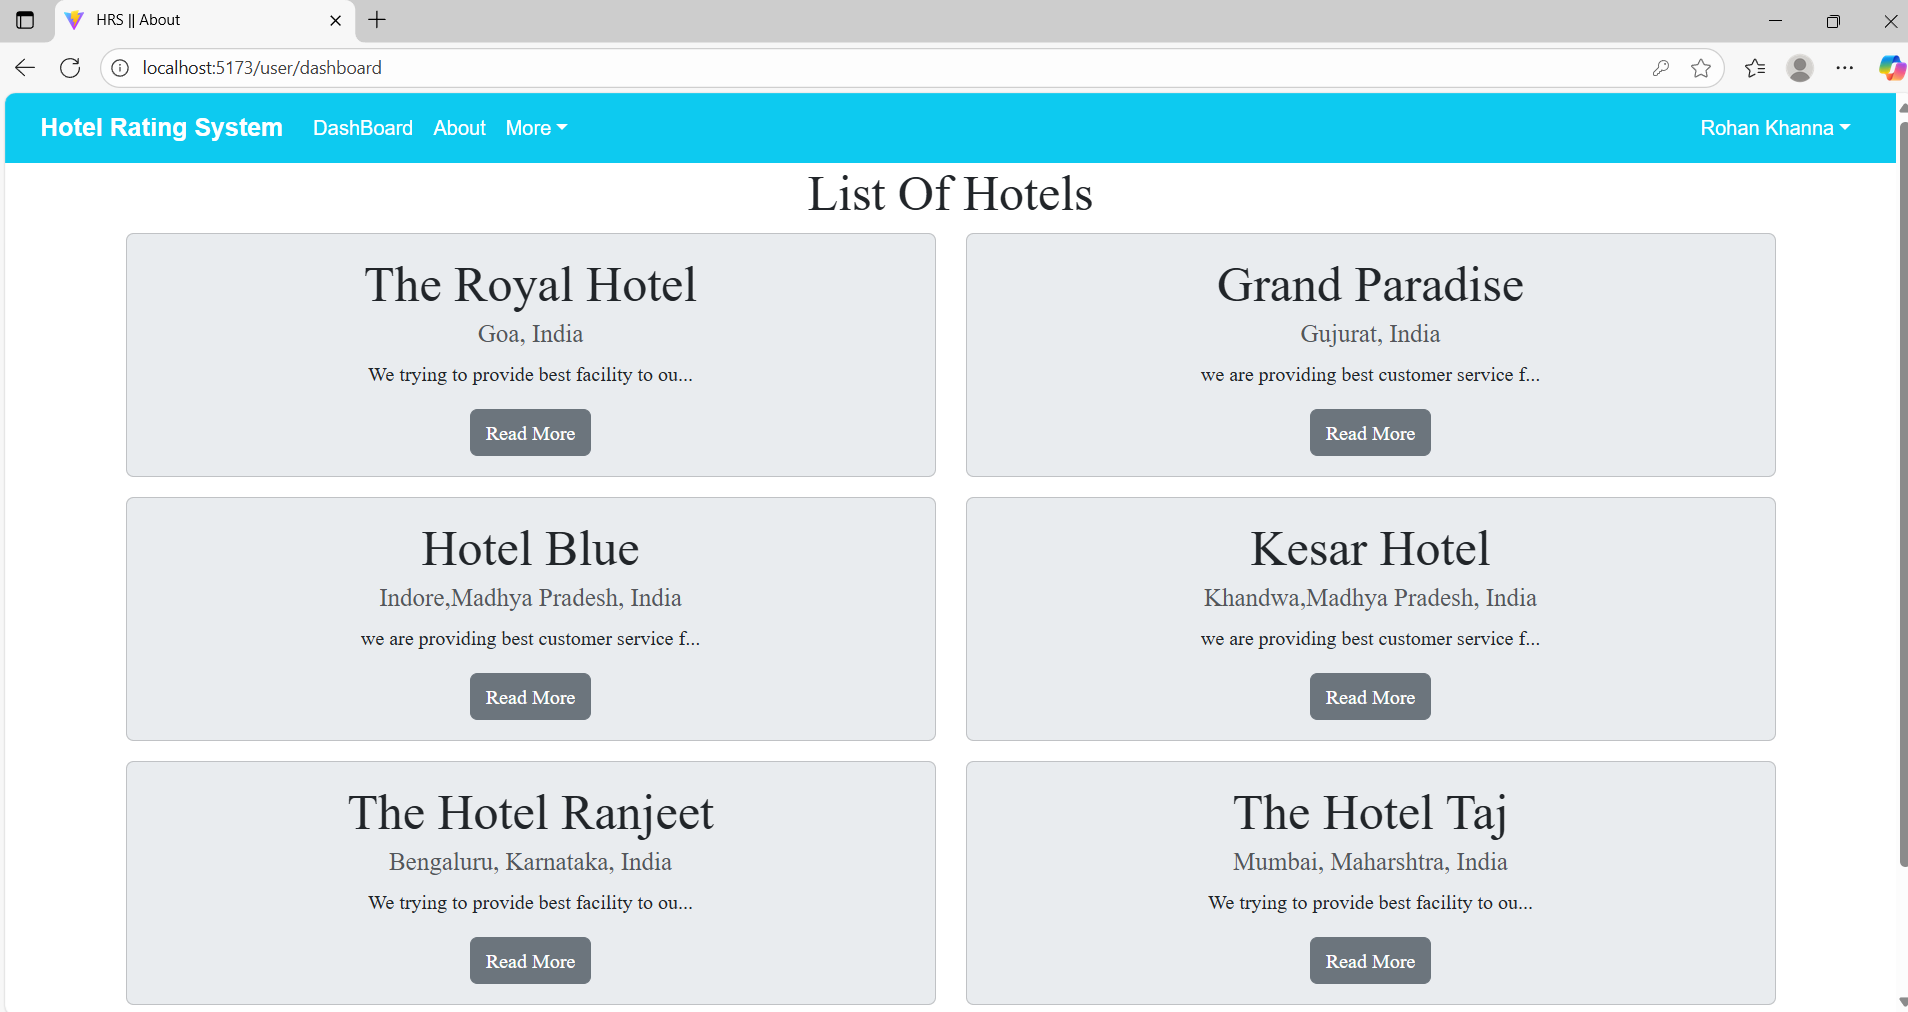 HRS || About
localhost:5173/user/dashboard
Hotel Rating System DashBoard About More Rohan Khanna
List Of Hotels
The Royal Hotel
Goa, India
We trying to provide best facility to ou...
Read More
Grand Paradise
Gujurat, India
we are providing best customer service f...
Read More
Hotel Blue
Indore,Madhya Pradesh, India
we are providing best customer service f...
Read More
Kesar Hotel
Khandwa,Madhya Pradesh, India
we are providing best customer service f...
Read More
The Hotel Ranjeet
Bengaluru, Karnataka, India
We trying to provide best facility to ou...
Read More
The Hotel Taj
Mumbai, Maharshtra, India
We trying to provide best facility to ou...
Read More